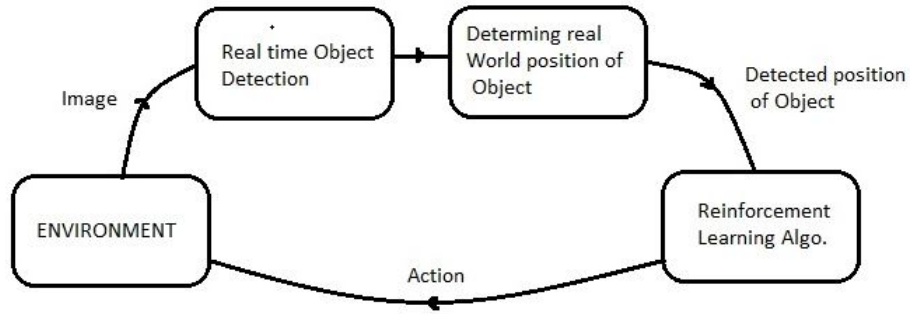 Real time Object
Detection
Determing real
World position of
Object
Image
Detected position
of Object
ENVIRONMENT
Reinforcement
Learning Algo.
Action